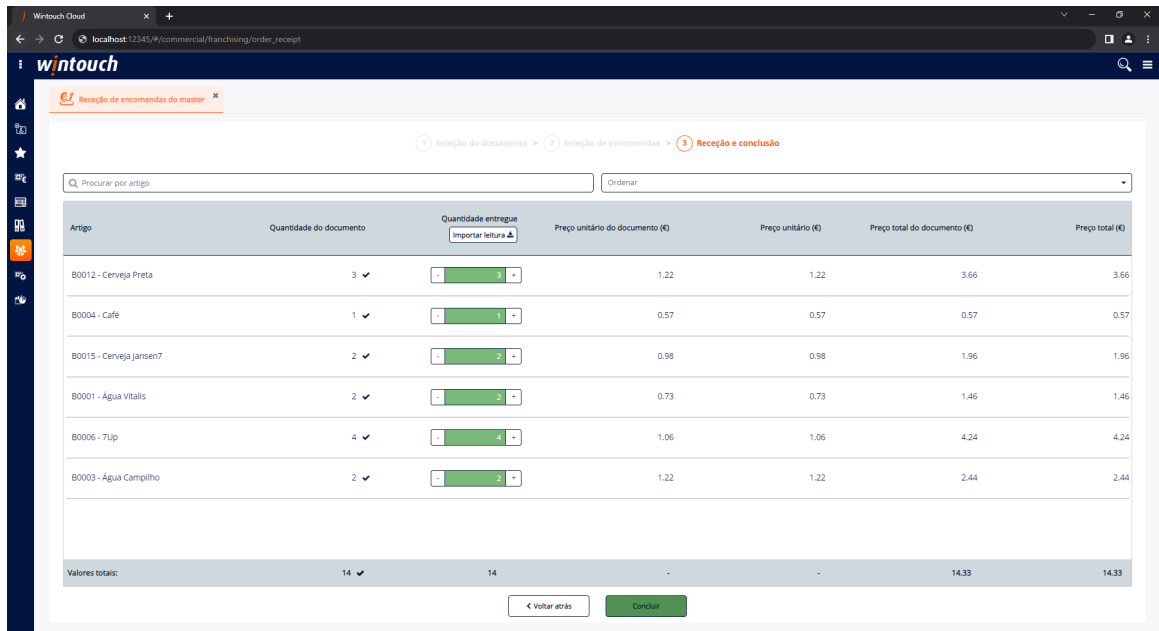 Wintouch Cloud
localhost:12345/#/commercial/franchising/order_receipt
wintouch
Receção de encomendas do master
1 Seleção do documento > 2 Seleção de encomendas > 3 Receção e conclusão
Procurar por artigo Ordenar
Artigo Quantidade do documento Quantidade entregue Importar leitura Preço unitário do documento (€) Preço unitário (€) Preço total do documento (€) Preço total (€)
B0012 - Cerveja Preta 3 - 3 + 1.22 1.22 3.66 3.66
B0004 - Café 1 - 1 + 0.57 0.57 0.57 0.57
B0015 - Cerveja Jansen7 2 - 2 + 0.98 0.98 1.96 1.96
B0001 - Água Vitalis 2 - 2 + 0.73 0.73 1.46 1.46
B0006 - 7Up 4 - 4 + 1.06 1.06 4.24 4.24
B0003 - Água Campilho 2 - 2 + 1.22 1.22 2.44 2.44
Valores totais: 14 14 - - 14.33 14.33
Voltar atrás Concluir